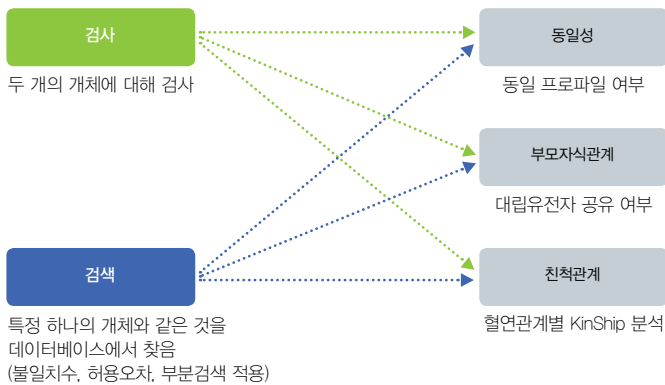 검사
두 개의 개체에 대해 검사
검색
특정 하나의 개체와 같은 것을
데이터베이스에서 찾음
(불일치수, 허용오차, 부분검색 적용)
동일성
동일 프로파일 여부
부모자식관계
대립유전자 공유 여부
친척관계
혈연관계별 KinShip 분석